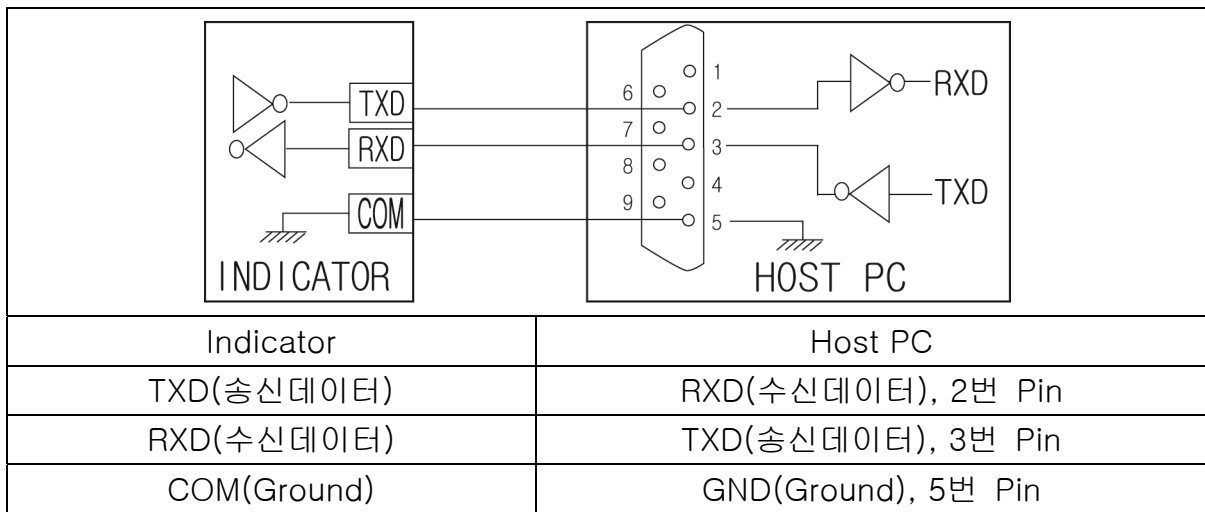 TXD
RXD
COM
INDICATOR
6
7
8
9
1
2
3
4
5
RXD
TXD
HOST PC
Indicator Host PC
TXD(송신데이터) RXD(수신데이터), 2번 Pin
RXD(수신데이터) TXD(송신데이터), 3번 Pin
COM(Ground) GND(Ground), 5번 Pin